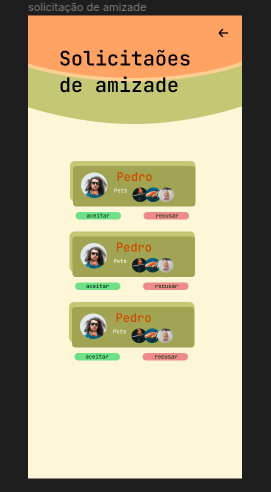 solicitação de amizade
←
Solicitaões
de amizade
Pedro
Pets
aceitar recusar
Pedro
Pets
aceitar recusar
Pedro
Pets
aceitar recusar